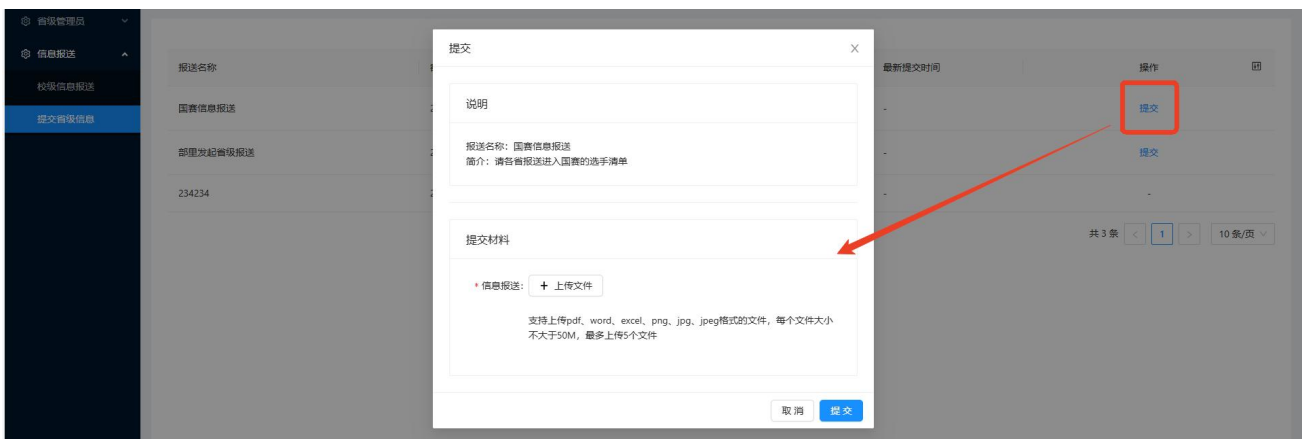 省级管理员
信息报送
校级信息报送
提交省级信息
报送名称
最新提交时间
操作
国赛信息报送
-
提交
部里发起省级报送
-
提交
234234
-
-
共 3 条 < 1 > 10 条/页
提交
说明
报送名称：国赛信息报送
简介：请各省报送进入国赛的选手清单
提交材料
* 信息报送： + 上传文件
支持上传pdf、word、excel、png、jpg、jpeg格式的文件，每个文件大小
不大于50M，最多上传5个文件
取消 提交